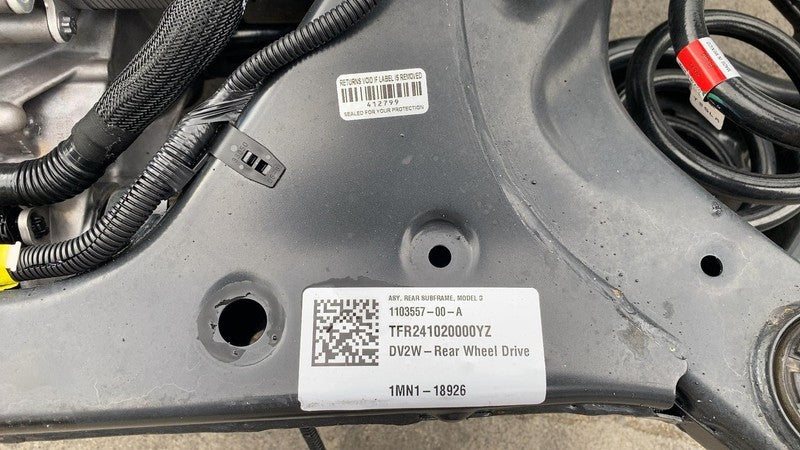 RETURNS VOID IF LABEL IS REMOVED
412799
SEALED FOR YOUR PROTECTION
ASY, REAR SUBFRAME, MODEL 3
1103557-00-A
TFR241020000YZ
DV2W-Rear Wheel Drive
1MN1-18926